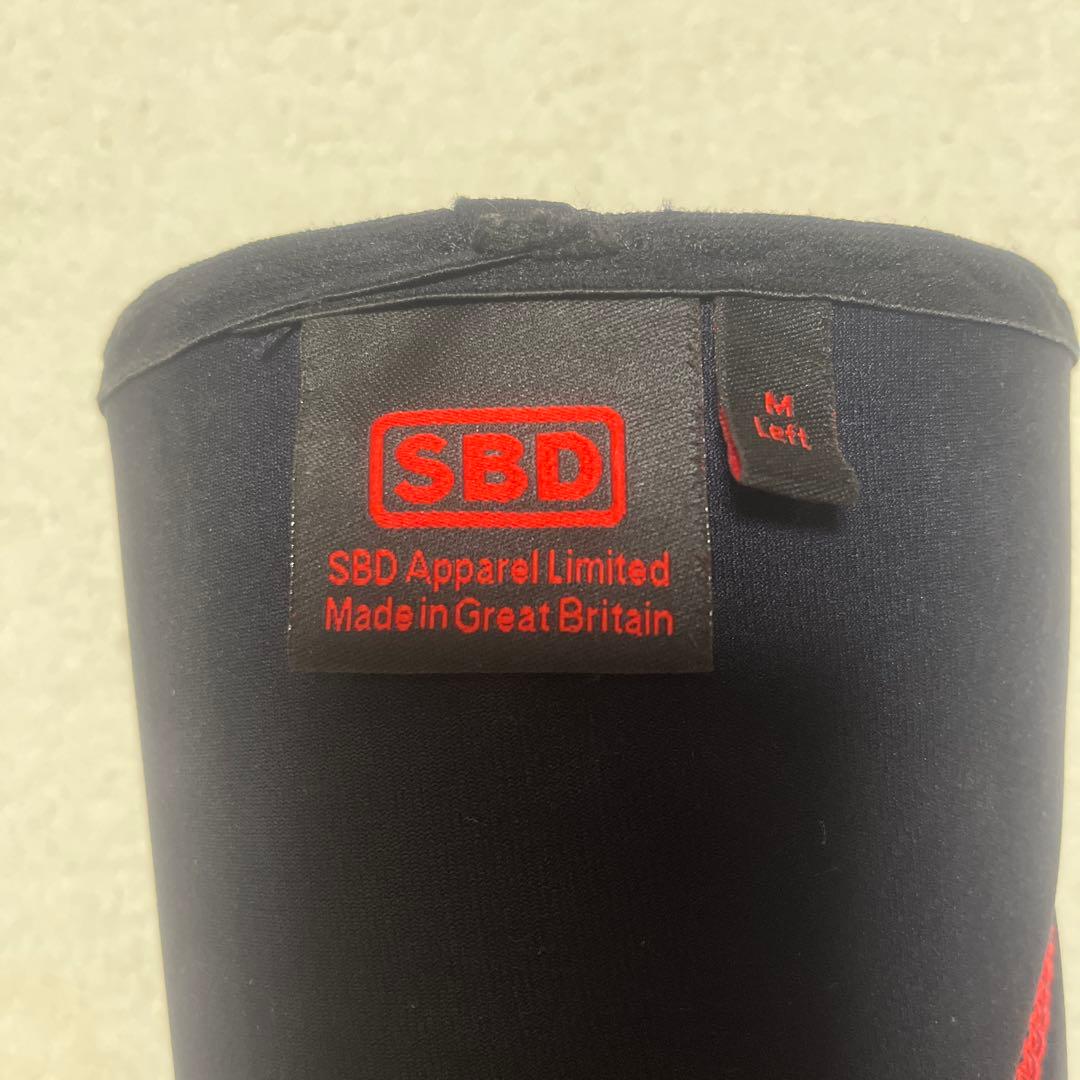 SBD
SBD Apparel Limited
Made in Great Britain
M
Left